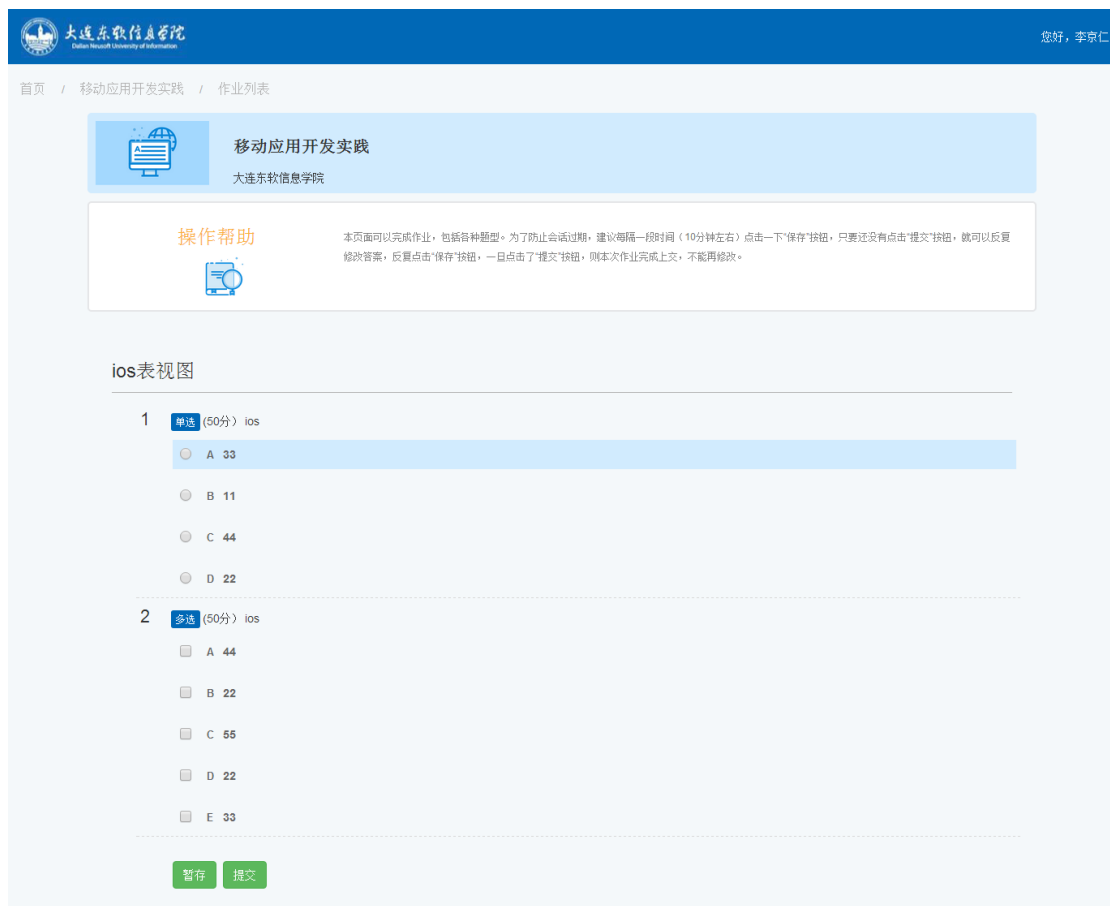 大连东软信息学院
Dalian Neusoft University of Information
您好，李京仁
首页 / 移动应用开发实践 / 作业列表
移动应用开发实践
大连东软信息学院
操作帮助
本页面可以完成作业，包括各种题型。为了防止会话过期，建议每隔一段时间（10分钟左右）点击一下"保存"按钮，只要还没有点击"提交"按钮，就可以反复
修改答案，反复点击"保存"按钮，一旦点击了"提交"按钮，则本次作业完成上交，不能再修改。
ios表视图
1 单选 (50分） ios
A 33
B 11
C 44
D 22
2 多选 (50分） ios
A 44
B 22
C 55
D 22
E 33
暂存 提交